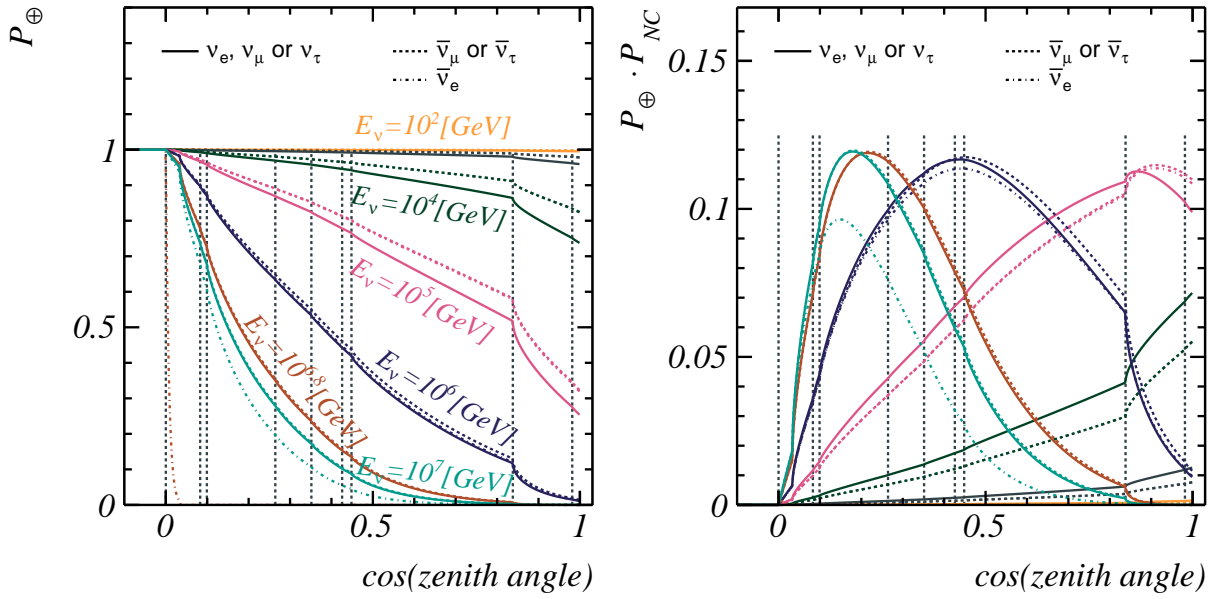 P⊕
1
0.5
0
0
0.5
1
cos(zenith angle)
νe, νμ or ντ
ν̅μ or ν̅τ
ν̅e
Eν=10²[GeV]
Eν=10⁴[GeV]
Eν=10⁵[GeV]
Eν=10⁶[GeV]
Eν=10⁶·⁸[GeV]
Eν=10⁷[GeV]
P⊕ · PNC
0.15
0.1
0.05
0
0
0.5
1
cos(zenith angle)
νe, νμ or ντ
ν̅μ or ν̅τ
ν̅e